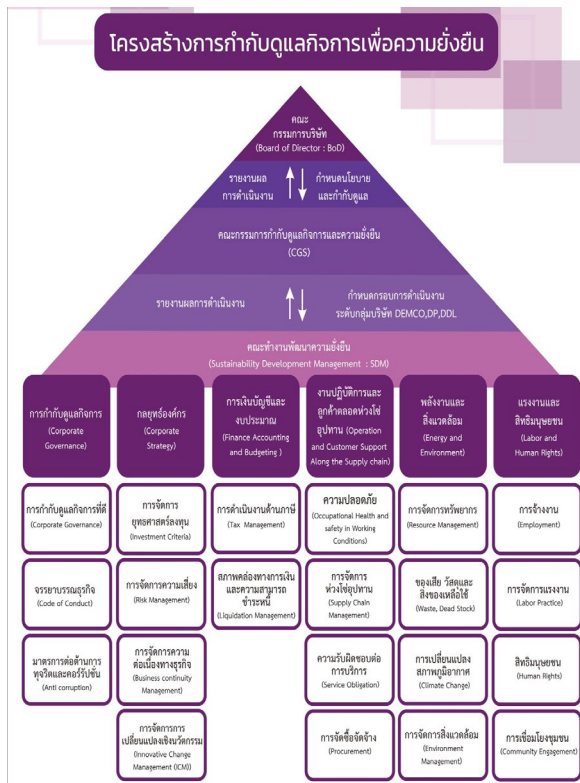 โครงสร้างการกำกับดูแลกิจการเพื่อความยั่งยืน
คณะ
กรรมการบริษัท
(Board of Director : BoD)
รายงานผล
การดำเนินงาน
กำหนดนโยบาย
และกำกับดูแล
คณะกรรมการกำกับดูแลกิจการและความยั่งยืน
(CGS)
รายงานผลการดำเนินงาน
กำหนดกรอบการดำเนินงาน
ระดับกลุ่มบริษัท DEMCO,DP,DDL
คณะทำงานพัฒนาความยั่งยืน
(Sustainability Development Management : SDM)
การกำกับดูแลกิจการ
(Corporate
Governance)
กลยุทธ์องค์กร
(Corporate
Strategy)
การเงินบัญชีและ
งบประมาณ
(Finance Accounting
and Budgeting )
งานปฏิบัติการและ
ลูกค้าตลอดห่วงโซ่
อุปทาน (Operation
and Customer Support
Along the Supply chain)
พลังงานและ
สิ่งแวดล้อม
(Energy and
Environment)
แรงงานและ
สิทธิมนุษยชน
(Labor and
Human Rights)
การกำกับดูแลกิจการที่ดี
(Corporate Governance)
จรรยาบรรณธุรกิจ
(Code of Conduct)
มาตรการต่อต้านการ
ทุจริตและคอร์รัปชั่น
(Anti corruption)
การจัดการ
ยุทธศาสตร์ลงทุน
(Investment Criteria)
การจัดการความเสี่ยง
(Risk Management)
การจัดการความ
ต่อเนื่องทางธุรกิจ
(Business continuity
Management)
การจัดการการ
เปลี่ยนแปลงเชิงนวัตกรรม
(Innovative Change
Management (ICM))
การดำเนินงานด้านภาษี
(Tax Management)
สภาพคล่องทางการเงิน
และความสามารถ
ชำระหนี้
(Liquidation Management)
ความปลอดภัย
(Occupational Health and
safety in Working
Conditions)
การจัดการ
ห่วงโซ่อุปทาน
(Supply Chain
Management)
ความรับผิดชอบต่อ
การบริการ
(Service Obligation)
การจัดซื้อจัดจ้าง
(Procurement)
การจัดการทรัพยากร
(Resource Management)
ของเสีย วัสดุและ
สิ่งของเหลือใช้
(Waste, Dead Stock)
การเปลี่ยนแปลง
สภาพภูมิอากาศ
(Climate Change)
การจัดการสิ่งแวดล้อม
(Environment
Management)
การจ้างงาน
(Employment)
การจัดการแรงงาน
(Labor Practice)
สิทธิมนุษยชน
(Human Rights)
การเชื่อมโยงชุมชน
(Community Engagement)